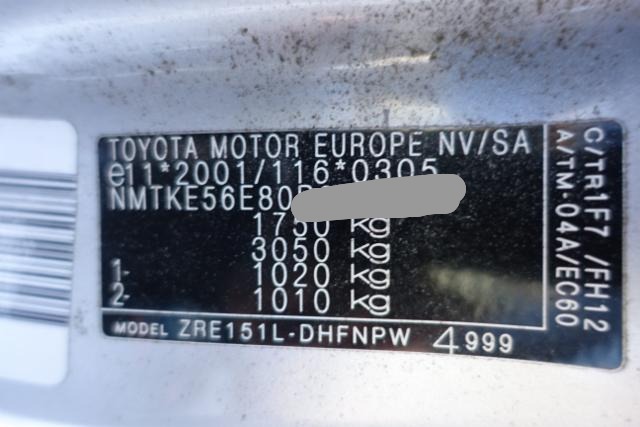 TOYOTA MOTOR EUROPE NV/SA
e11*2001/116*0305
NMTKE56E80
1750 kg
3050 kg
1- 1020 kg
2- 1010 kg
MODEL ZRE151L-DHFNPW 4999
C/TR1F7 /FH12
A/TM-04A/EC60